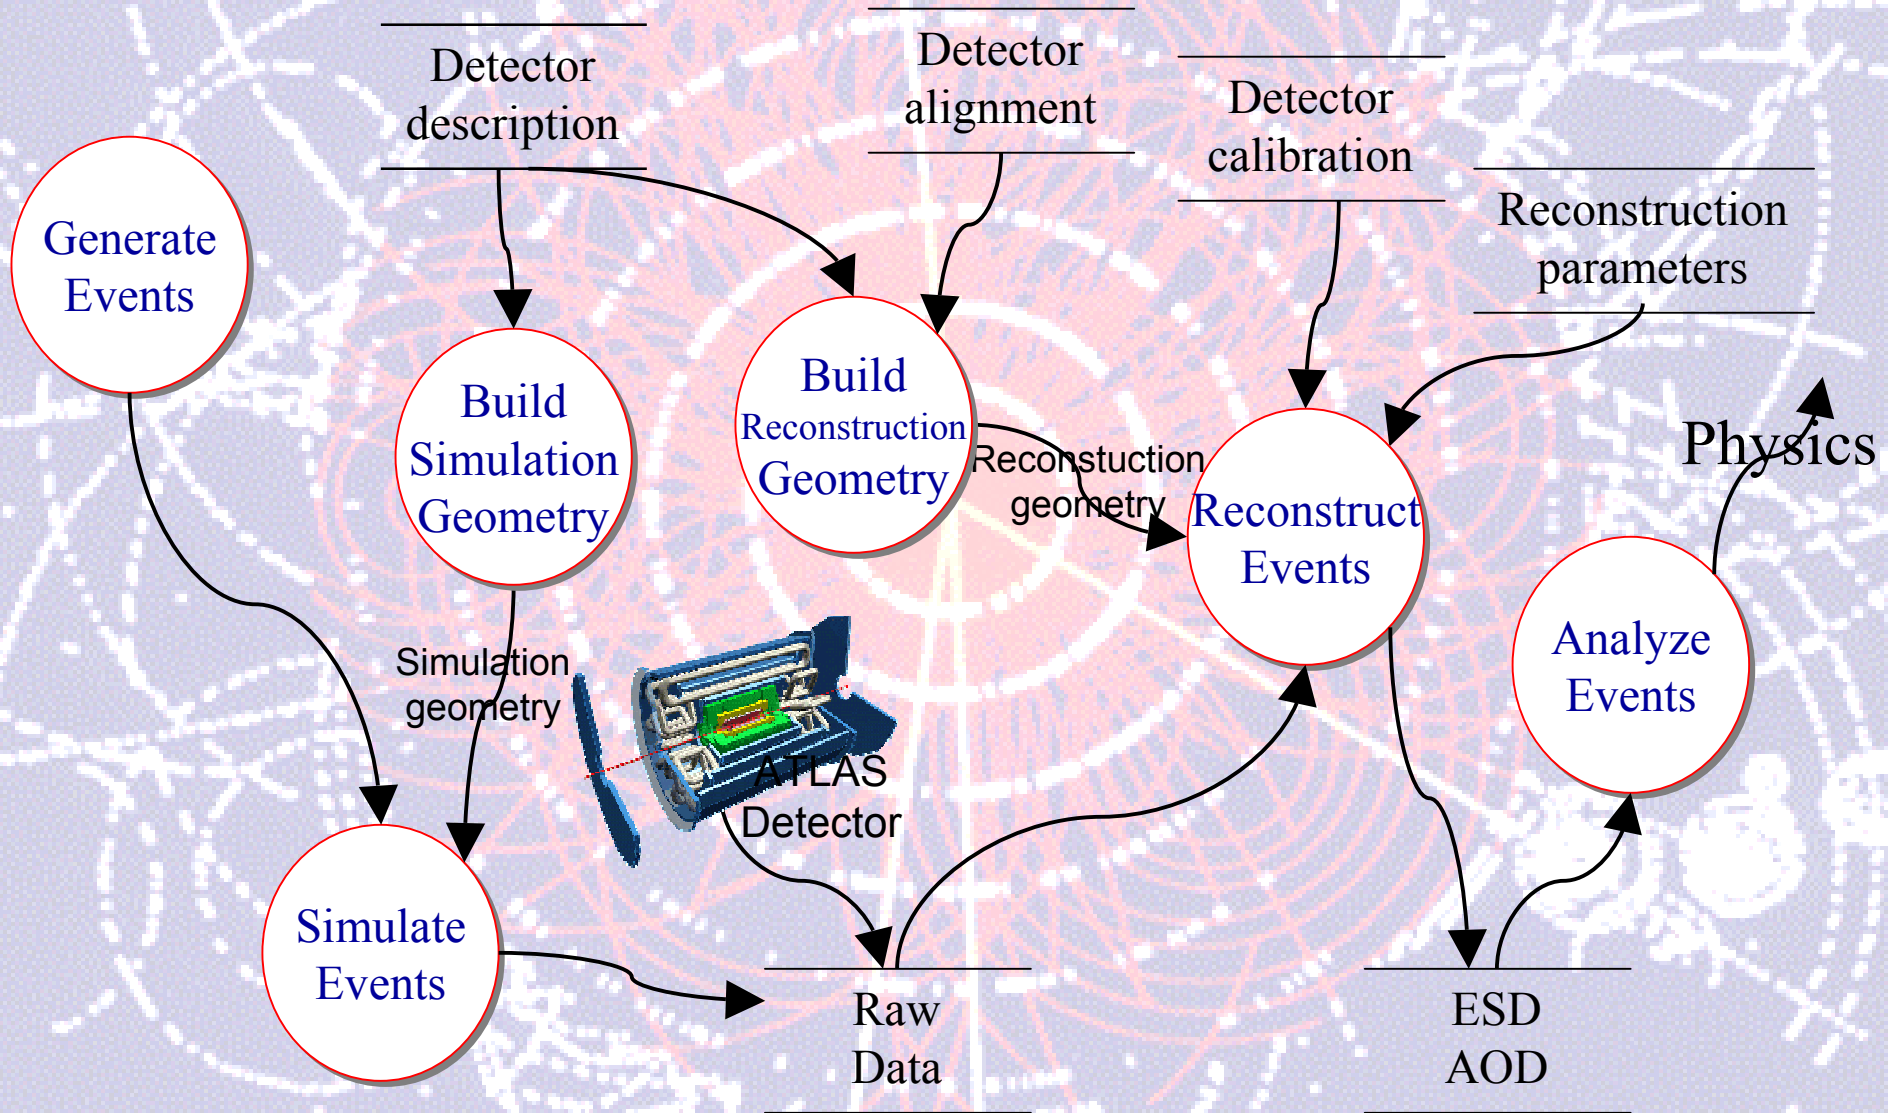 Detector
description
Detector
alignment
Detector
calibration
Reconstruction
parameters
Generate
Events
Build
Simulation
Geometry
Build
Reconstruction
Geometry
Reconstuction
geometry
Reconstruct
Events
Physics
Analyze
Events
Simulation
geometry
ATLAS
Detector
Simulate
Events
Raw
Data
ESD
AOD